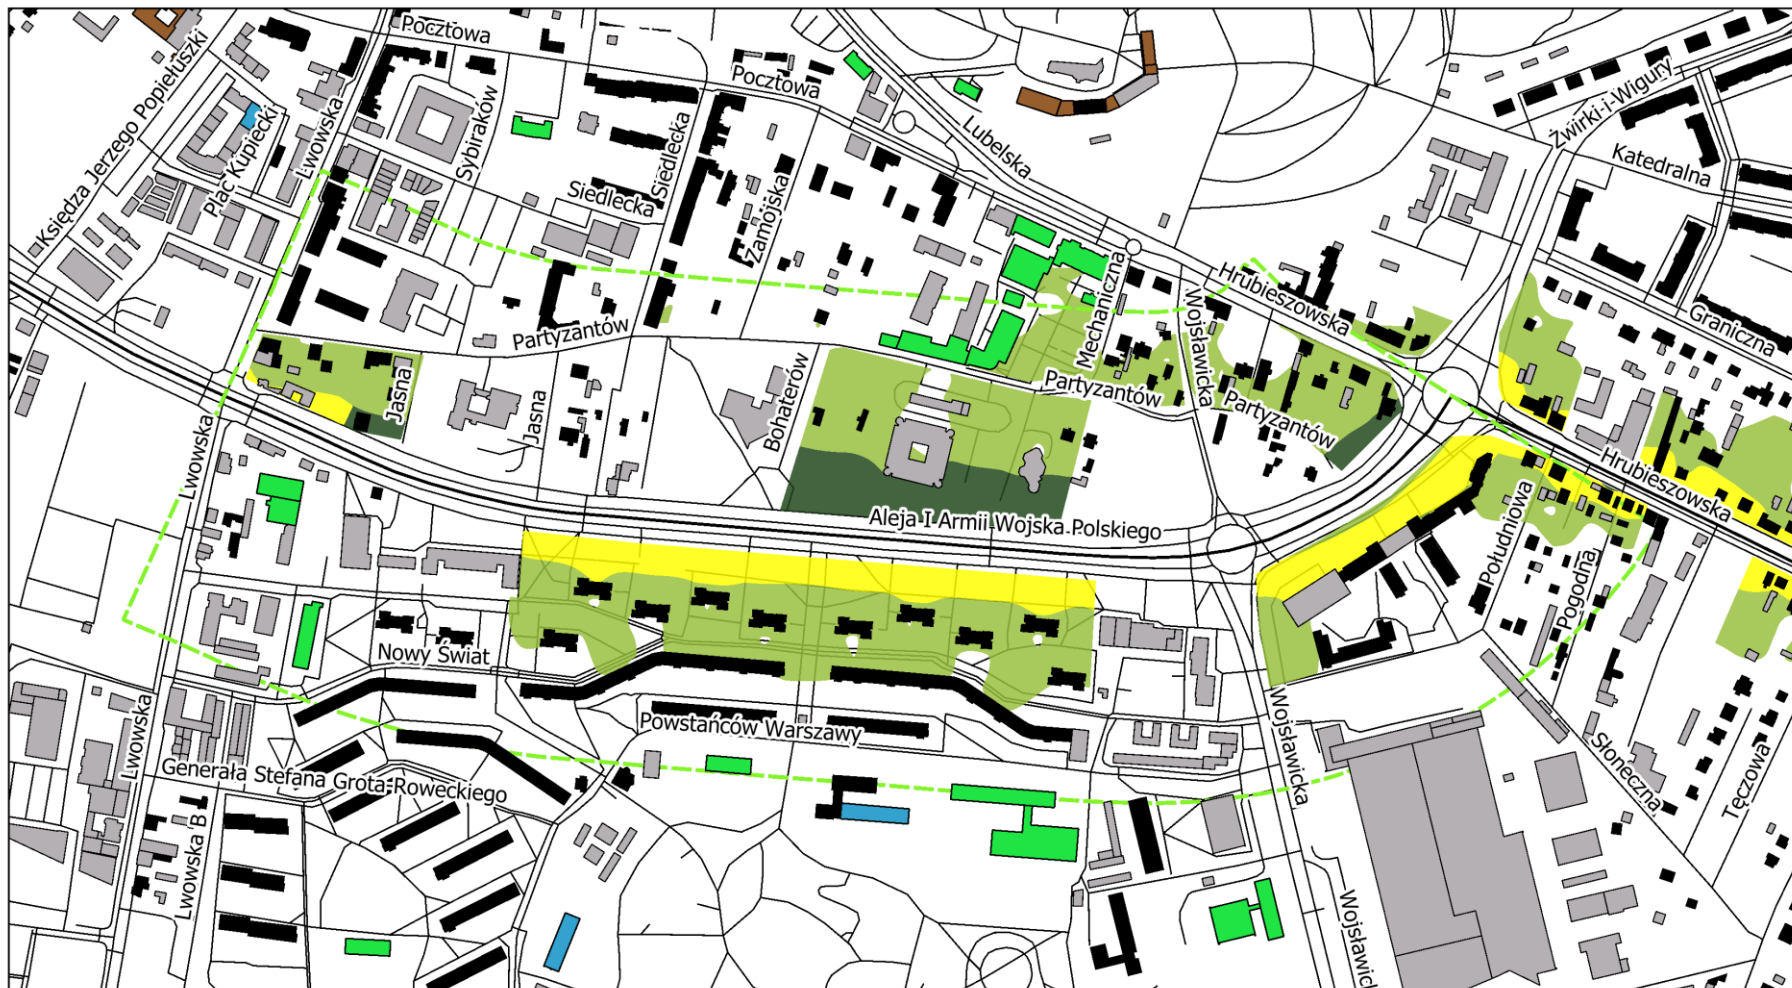 Pocztowa
Pocztowa
Księdza Jerzego Popiełuszki
Plac Kupiecki
Lwowska
Sybiraków
Siedlecka
Siedlecka
Zamojska
Lubelska
Żwirki-i-Wigury
Katedralna
Graniczna
Hrubieszowska
Mechaniczna
Wojsławicka
Partyzantów
Partyzantów
Partyzantów
Bohaterów
Jasna
Jasna
Lwowska
Hrubieszowska
Aleja I Armii Wojska Polskiego
Południowa
Pogodna
Nowy Świat
Powstańców Warszawy
Wojsławicka
Słoneczna
Tęczowa
Lwowska
Generała Stefana Grota-Roweckiego
Lwowska B
Wojsławick